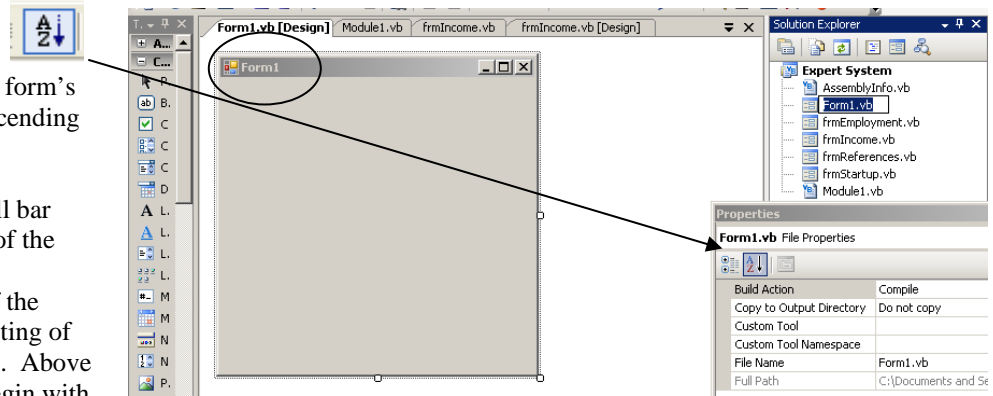 A
Z
form's
cending
ll bar
of the
f the
ting of
. Above
egin with
T.
A...
C...
P
B.
C
C
C
D
A L.
A L.
L.
L.
M
M
N
N
P.
Form1.vb [Design] Module1.vb frmIncome.vb frmIncome.vb [Design]
Form1
Solution Explorer
Expert System
AssemblyInfo.vb
Form1.vb
frmEmployment.vb
frmIncome.vb
frmReferences.vb
frmStartup.vb
Module1.vb
Properties
Form1.vb File Properties
Build Action Compile
Copy to Output Directory Do not copy
Custom Tool
Custom Tool Namespace
File Name Form1.vb
Full Path C:\Documents and Se